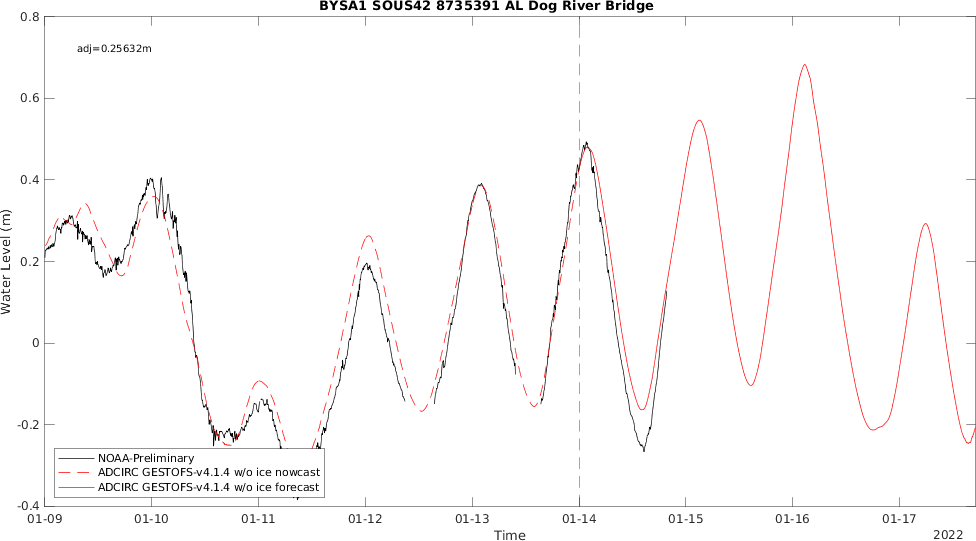 BYSA1 SOUS42 8735391 AL Dog River Bridge
adj=0.25632m
0.8
0.6
0.4
0.2
0
-0.2
-0.4
Water Level (m)
NOAA-Preliminary
ADCIRC GESTOFS-v4.1.4 w/o ice nowcast
ADCIRC GESTOFS-v4.1.4 w/o ice forecast
01-09 01-10 01-11 01-12 01-13 01-14 01-15 01-16 01-17
Time
2022